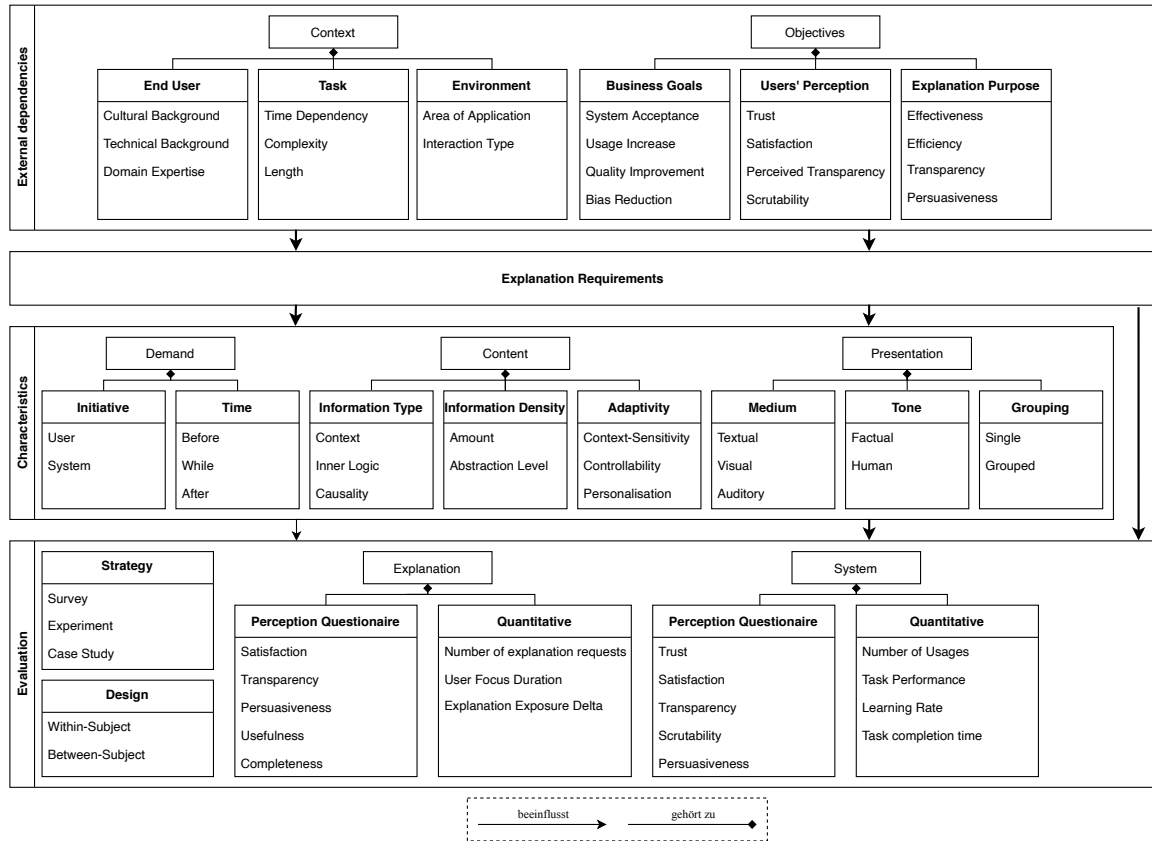 External dependencies
Context
Objectives
End User
Cultural Background
Technical Background
Domain Expertise
Task
Time Dependency
Complexity
Length
Environment
Area of Application
Interaction Type
Business Goals
System Acceptance
Usage Increase
Quality Improvement
Bias Reduction
Users' Perception
Trust
Satisfaction
Perceived Transparency
Scrutability
Explanation Purpose
Effectiveness
Efficiency
Transparency
Persuasiveness
Explanation Requirements
Characteristics
Demand
Content
Presentation
Initiative
User
System
Time
Before
While
After
Information Type
Context
Inner Logic
Causality
Information Density
Amount
Abstraction Level
Adaptivity
Context-Sensitivity
Controllability
Personalisation
Medium
Textual
Visual
Auditory
Tone
Factual
Human
Grouping
Single
Grouped
Evaluation
Strategy
Survey
Experiment
Case Study
Design
Within-Subject
Between-Subject
Explanation
System
Perception Questionaire
Satisfaction
Transparency
Persuasiveness
Usefulness
Completeness
Quantitative
Number of explanation requests
User Focus Duration
Explanation Exposure Delta
Perception Questionaire
Trust
Satisfaction
Transparency
Scrutability
Persuasiveness
Quantitative
Number of Usages
Task Performance
Learning Rate
Task completion time
beeinflusst
gehört zu